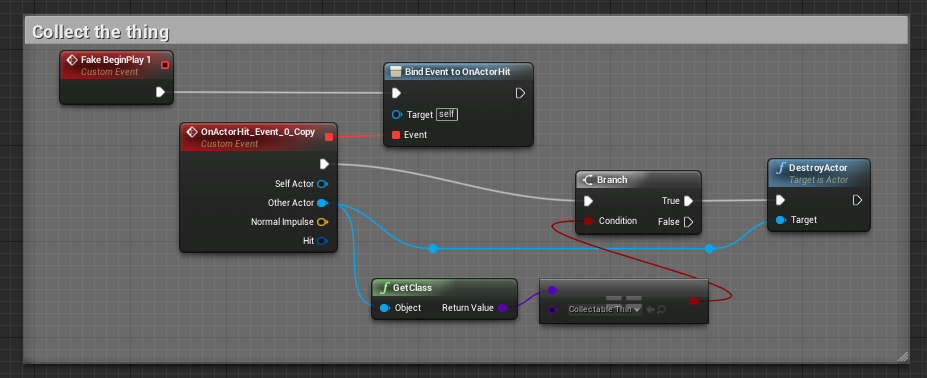 Collect the thing
Fake BeginPlay 1
Custom Event
Bind Event to OnActorHit
Target self
Event
OnActorHit_Event_0_Copy
Custom Event
Self Actor
Other Actor
Normal Impulse
Hit
Branch
True
Condition
False
f DestroyActor
Target is Actor
Target
f GetClass
Object Return Value
==
Collectable Thin